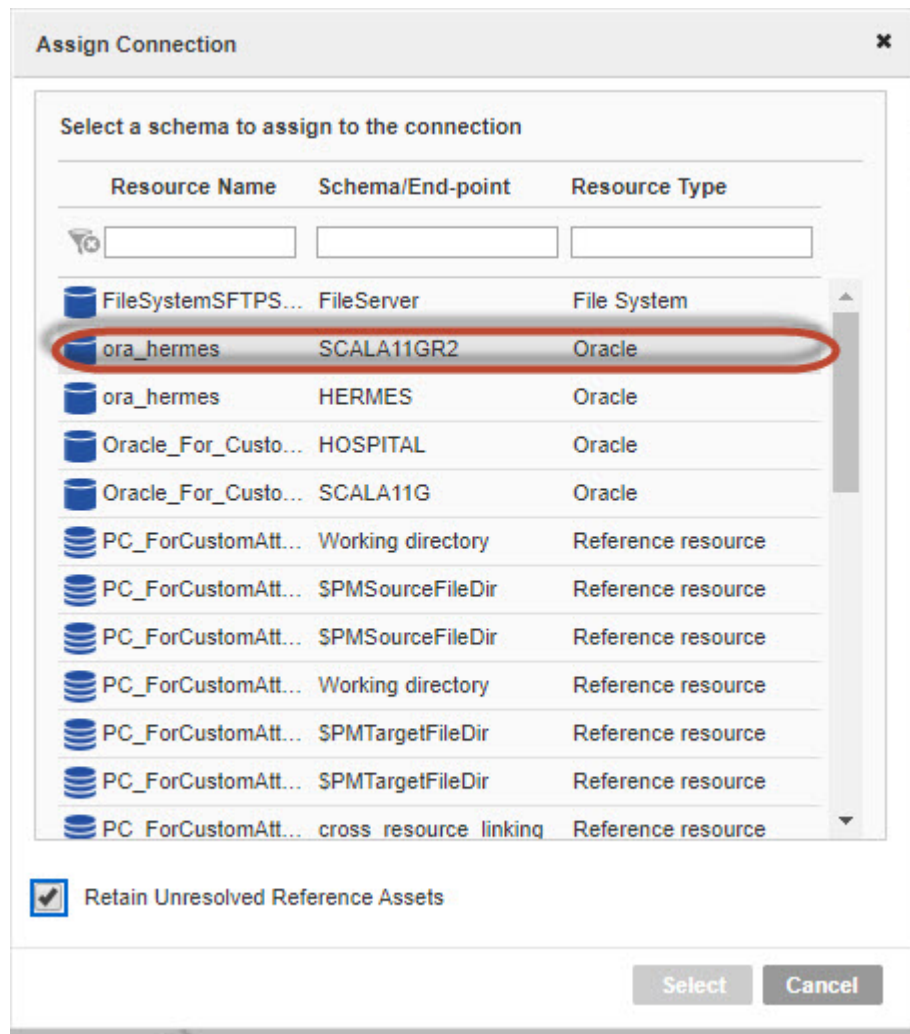 Assign Connection
Select a schema to assign to the connection
Resource Name Schema/End-point Resource Type
FileSystemSFTPS... FileServer File System
ora_hermes SCALA11GR2 Oracle
ora_hermes HERMES Oracle
Oracle_For_Custo... HOSPITAL Oracle
Oracle_For_Custo... SCALA11G Oracle
PC_ForCustomAtt... Working directory Reference resource
PC_ForCustomAtt... $PMSourceFileDir Reference resource
PC_ForCustomAtt... $PMSourceFileDir Reference resource
PC_ForCustomAtt... Working directory Reference resource
PC_ForCustomAtt... $PMTargetFileDir Reference resource
PC_ForCustomAtt... $PMTargetFileDir Reference resource
PC_ForCustomAtt... cross_resource_linking Reference resource
Retain Unresolved Reference Assets
Select Cancel